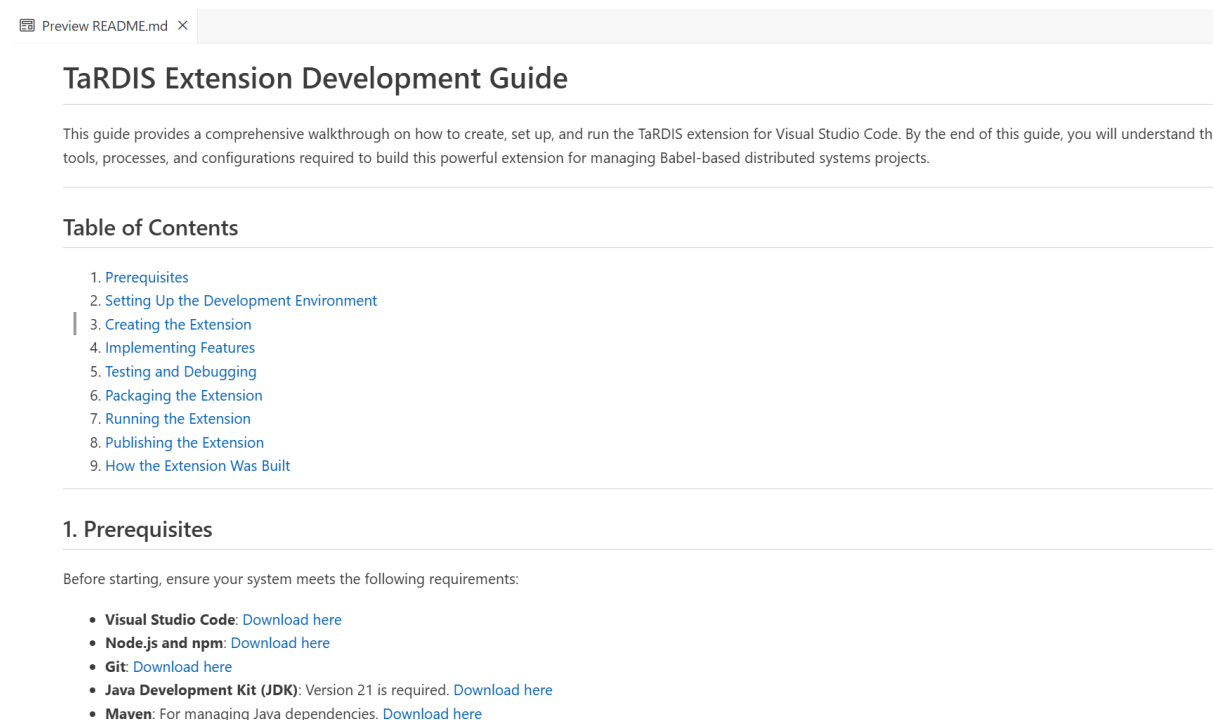 Preview README.md
TaRDIS Extension Development Guide
This guide provides a comprehensive walkthrough on how to create, set up, and run the TaRDIS extension for Visual Studio Code. By the end of this guide, you will understand th
tools, processes, and configurations required to build this powerful extension for managing Babel-based distributed systems projects.
Table of Contents
1. Prerequisites
2. Setting Up the Development Environment
3. Creating the Extension
4. Implementing Features
5. Testing and Debugging
6. Packaging the Extension
7. Running the Extension
8. Publishing the Extension
9. How the Extension Was Built
1. Prerequisites
Before starting, ensure your system meets the following requirements:
• Visual Studio Code: Download here
• Node.js and npm: Download here
• Git: Download here
• Java Development Kit (JDK): Version 21 is required. Download here
• Maven: For managing Java dependencies. Download here